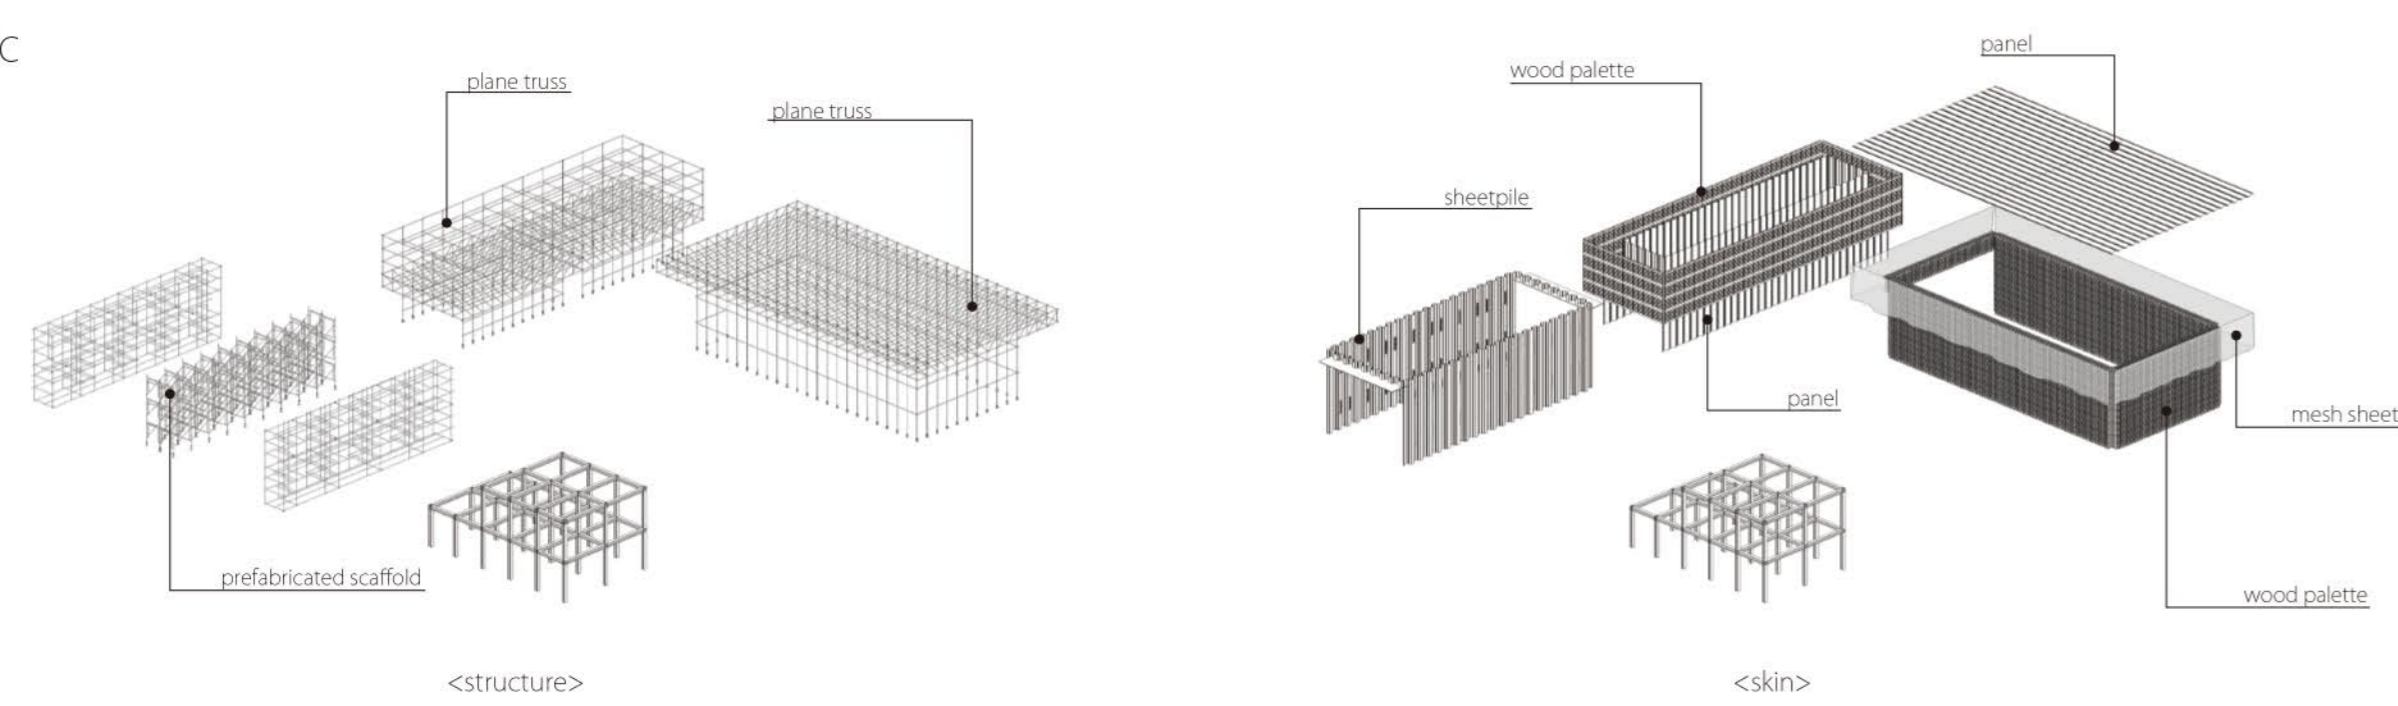 C
plane truss
plane truss
prefabricated scaffold
<structure>
panel
wood palette
sheetpile
panel
mesh sheet
wood palette
<skin>